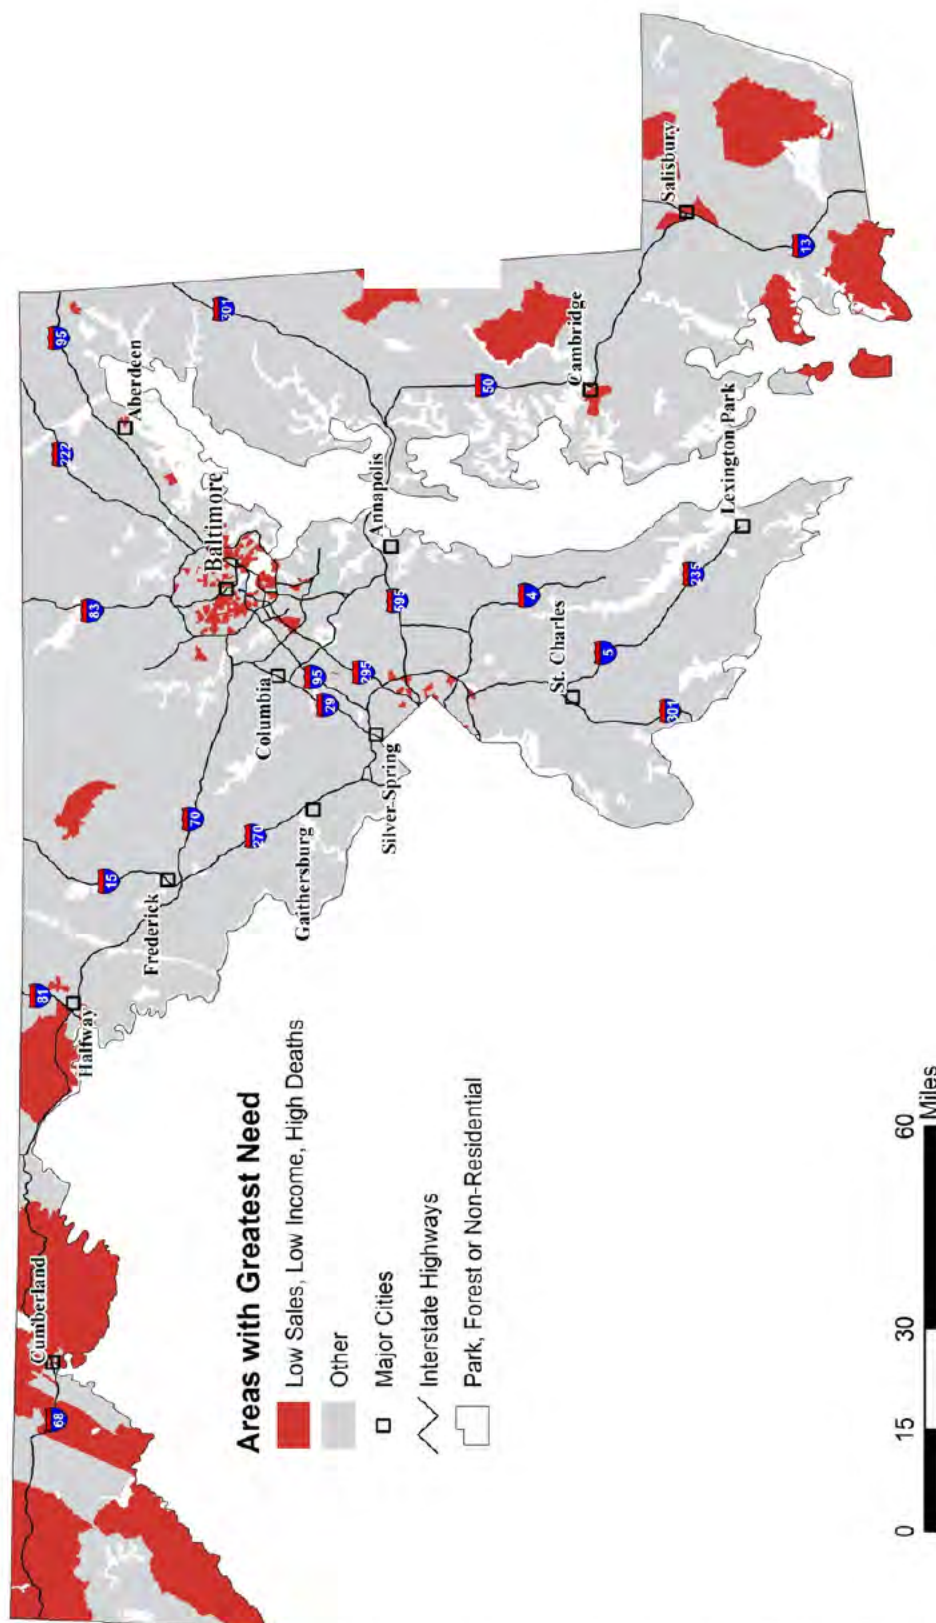 Areas with Greatest Need
Low Sales, Low Income, High Deaths
Other
Major Cities
Interstate Highways
Park, Forest or Non-Residential
0 15 30 60
Miles
Cumberland
68
Halfway
81
Frederick
15
70
270
Gaithersburg
Silver Spring
Columbia
29
95
295
83
Baltimore
222
95
Aberdeen
301
Annapolis
595
50
4
St. Charles
5
301
235
Lexington Park
Cambridge
Salisbury
13